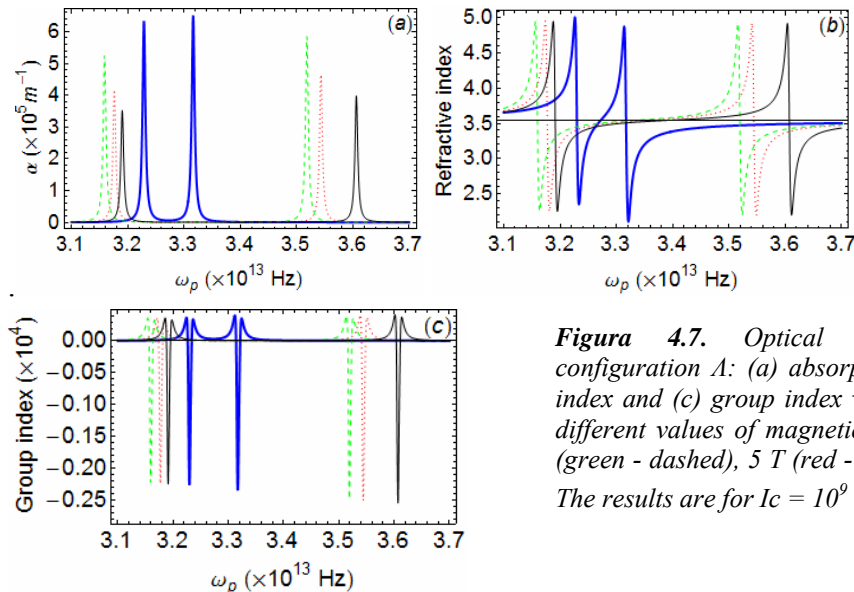 (a)
6
5
4
3
2
1
0
α (×10⁵ m⁻¹)
3.1 3.2 3.3 3.4 3.5 3.6 3.7
ωₚ (×10¹³ Hz)
(b)
5.0
4.5
4.0
3.5
3.0
2.5
Refractive index
3.1 3.2 3.3 3.4 3.5 3.6 3.7
ωₚ (×10¹³ Hz)
(c)
0.00
−0.05
−0.10
−0.15
−0.20
−0.25
Group index (×10⁴)
3.1 3.2 3.3 3.4 3.5 3.6 3.7
ωₚ (×10¹³ Hz)
Figura 4.7. Optical
configuration Λ: (a) absorp
index and (c) group index
different values of magnetic
(green - dashed), 5 T (red -
The results are for Ic = 10⁹